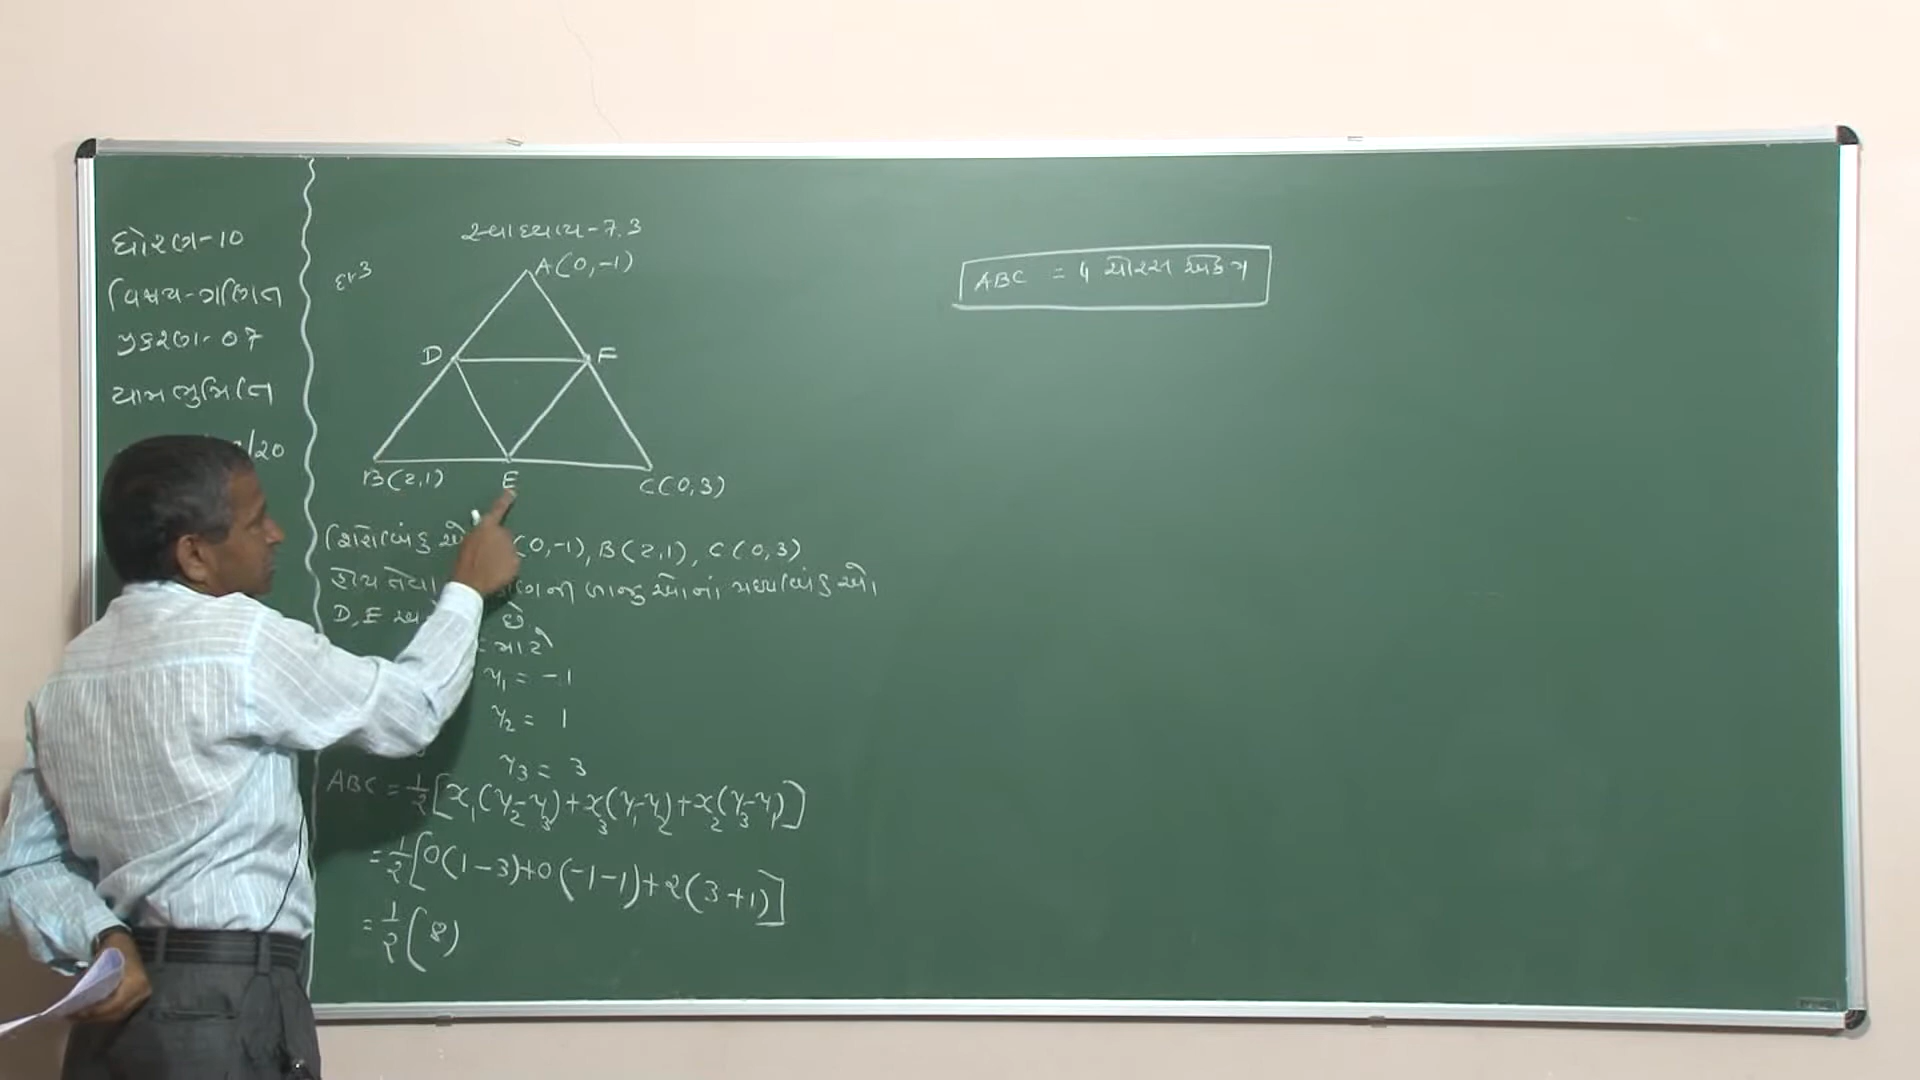 ધોરણ-10
વિષય-ગણિત
પ્રકરણ-07
યામ ભુમિતિ
/20
સ્વાધ્યાય-7.3
દા3
A(0,-1)
D
F
B(2,1)
E
C(0,3)
શિરોબિંદુઓ (0,-1), B(2,1), C(0,3)
હોય તેવા ની બાજુઓનાં મધ્યબિંદુઓ
D, E છે
માટે
y₁ = -1
y₂ = 1
y₃ = 3
ABC = 1/2 [x₁(y₂-y₃)+x₃(y₁-y₂)+x₂(y₃-y₁)]
= 1/2 [0(1-3)+0(-1-1)+2(3+1)]
= 1/2 (8)
ABC = 4 ચોરસ એકમ